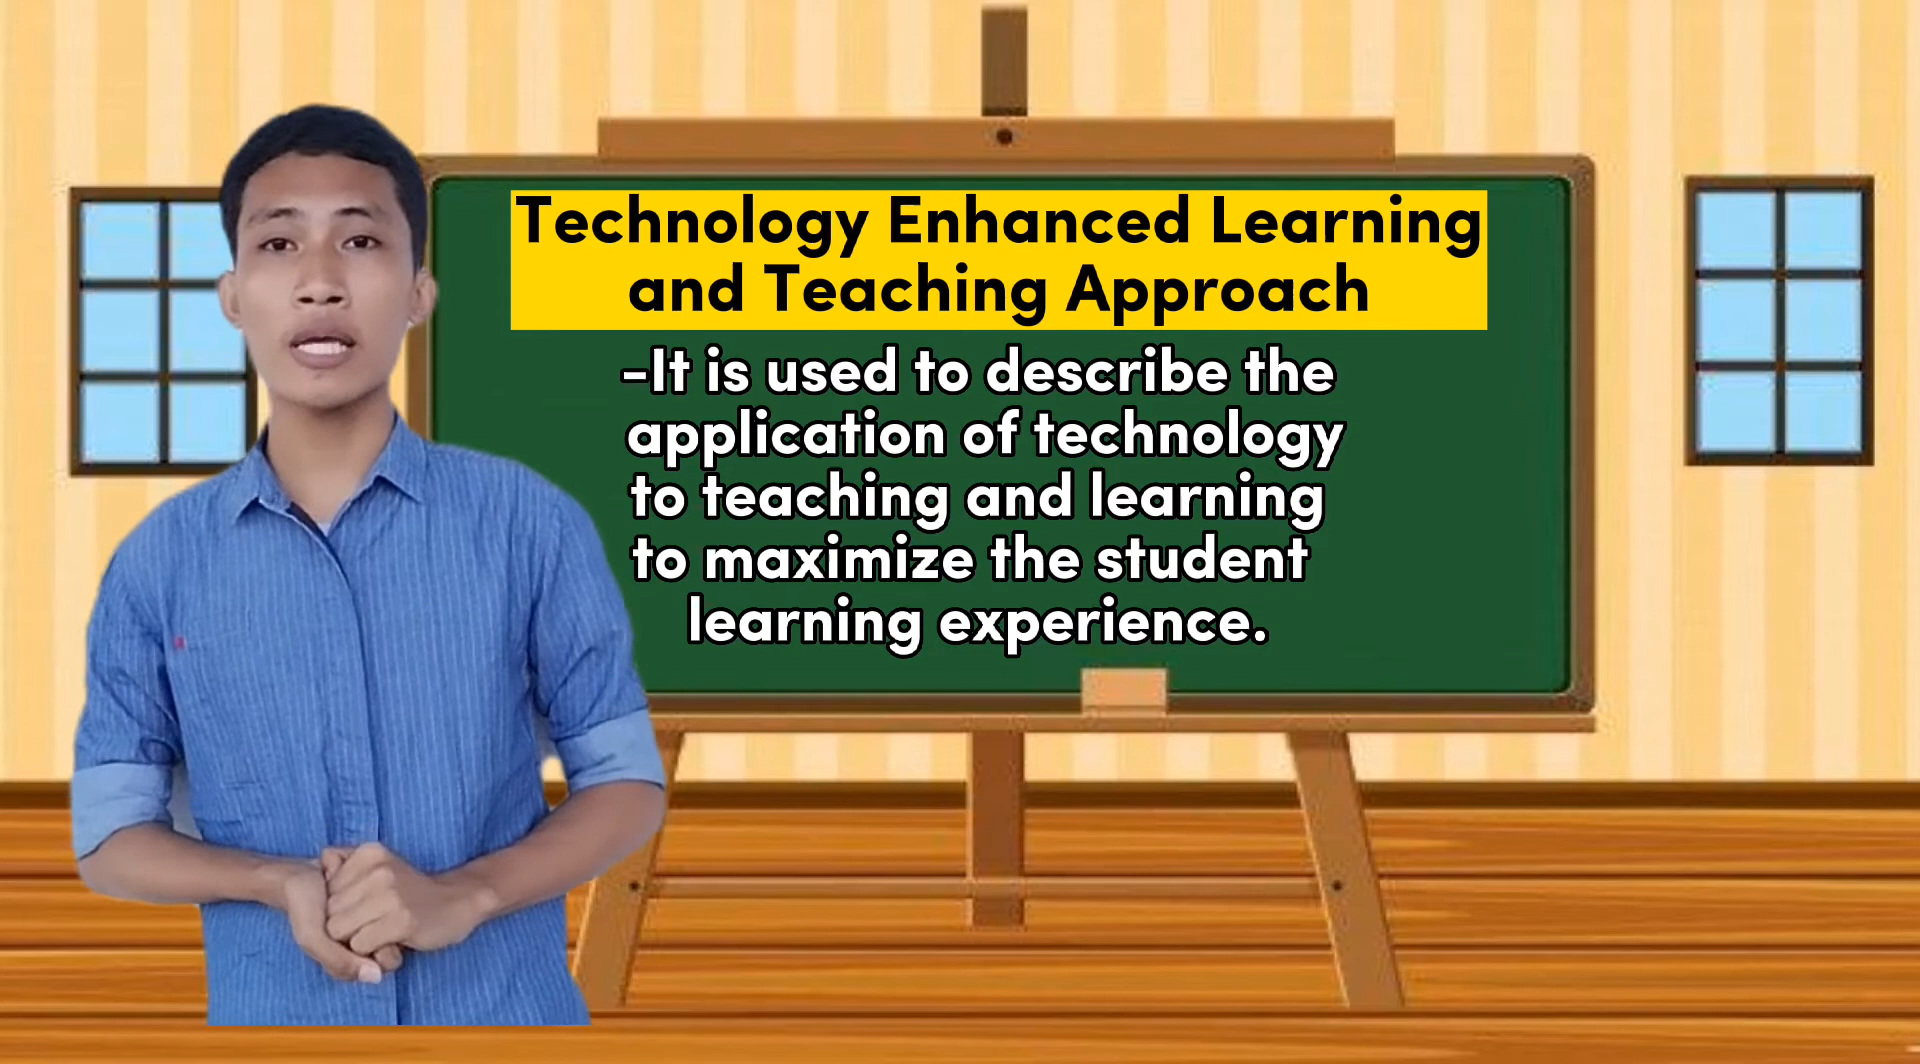 Technology Enhanced Learning
and Teaching Approach
-It is used to describe the
application of technology
to teaching and learning
to maximize the student
learning experience.